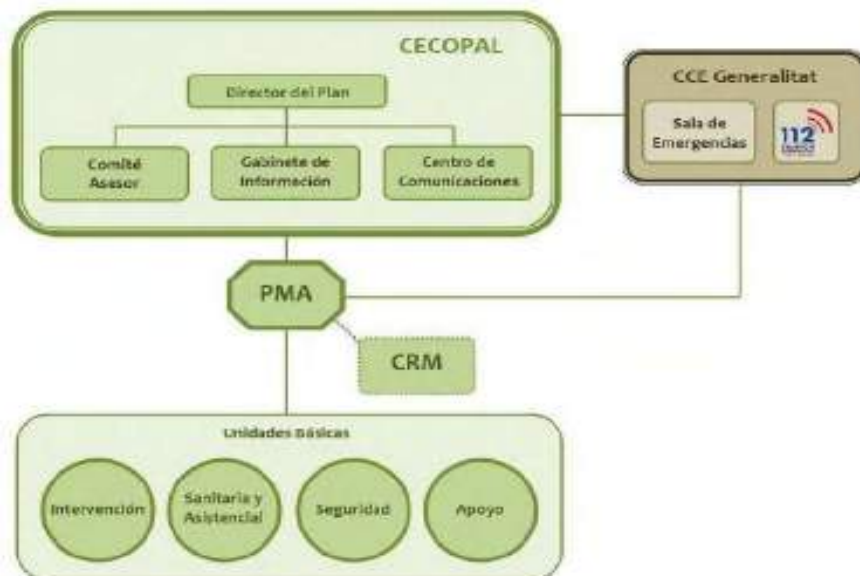 CECOPAL
Director del Plan
Comité
Asesor
Gabinete de
Información
Centro de
Comunicaciones
CCE Generalitat
Sala de
Emergencias
112
PMA
CRM
Unidades Básicas
Intervención
Sanitaria y
Asistencial
Seguridad
Apoyo